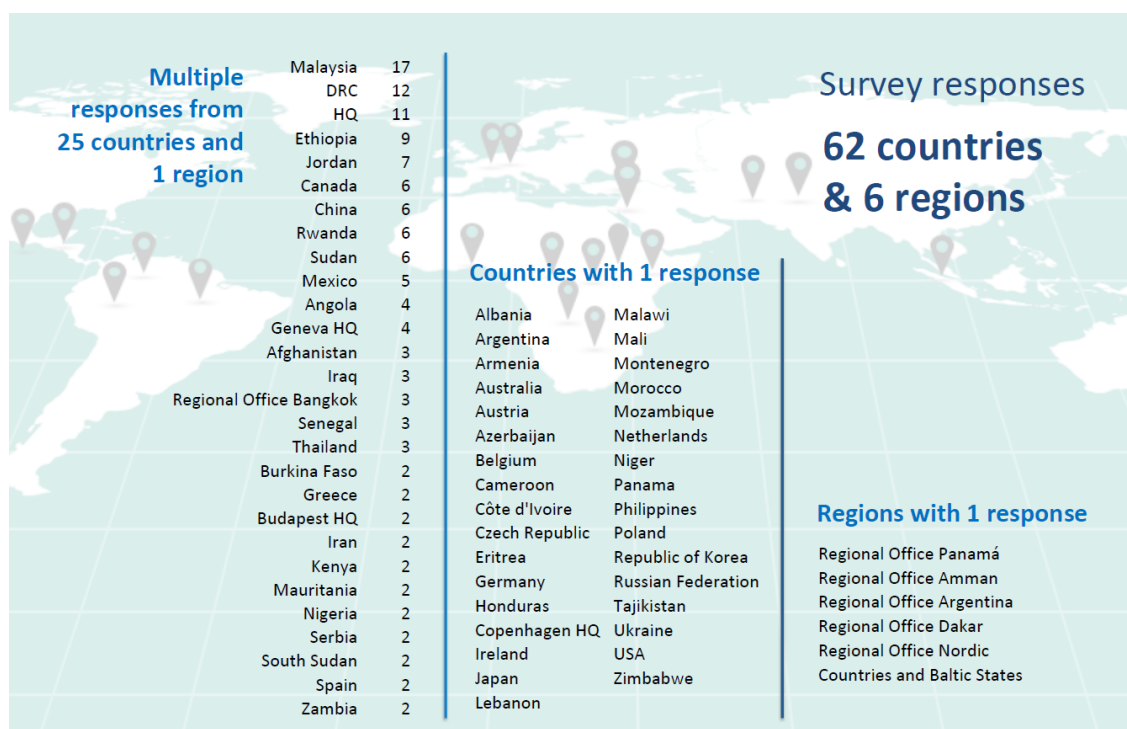 Multiple
responses from
25 countries and
1 region
Malaysia 17
DRC 12
HQ 11
Ethiopia 9
Jordan 7
Canada 6
China 6
Rwanda 6
Sudan 6
Mexico 5
Angola 4
Geneva HQ 4
Afghanistan 3
Iraq 3
Regional Office Bangkok 3
Senegal 3
Thailand 3
Burkina Faso 2
Greece 2
Budapest HQ 2
Iran 2
Kenya 2
Mauritania 2
Nigeria 2
Serbia 2
South Sudan 2
Spain 2
Zambia 2
Countries with 1 response
Albania
Argentina
Armenia
Australia
Austria
Azerbaijan
Belgium
Cameroon
Côte d'Ivoire
Czech Republic
Eritrea
Germany
Honduras
Copenhagen HQ
Ireland
Japan
Lebanon
Malawi
Mali
Montenegro
Morocco
Mozambique
Netherlands
Niger
Panama
Philippines
Poland
Republic of Korea
Russian Federation
Tajikistan
Ukraine
USA
Zimbabwe
Survey responses
62 countries
& 6 regions
Regions with 1 response
Regional Office Panamá
Regional Office Amman
Regional Office Argentina
Regional Office Dakar
Regional Office Nordic
Countries and Baltic States